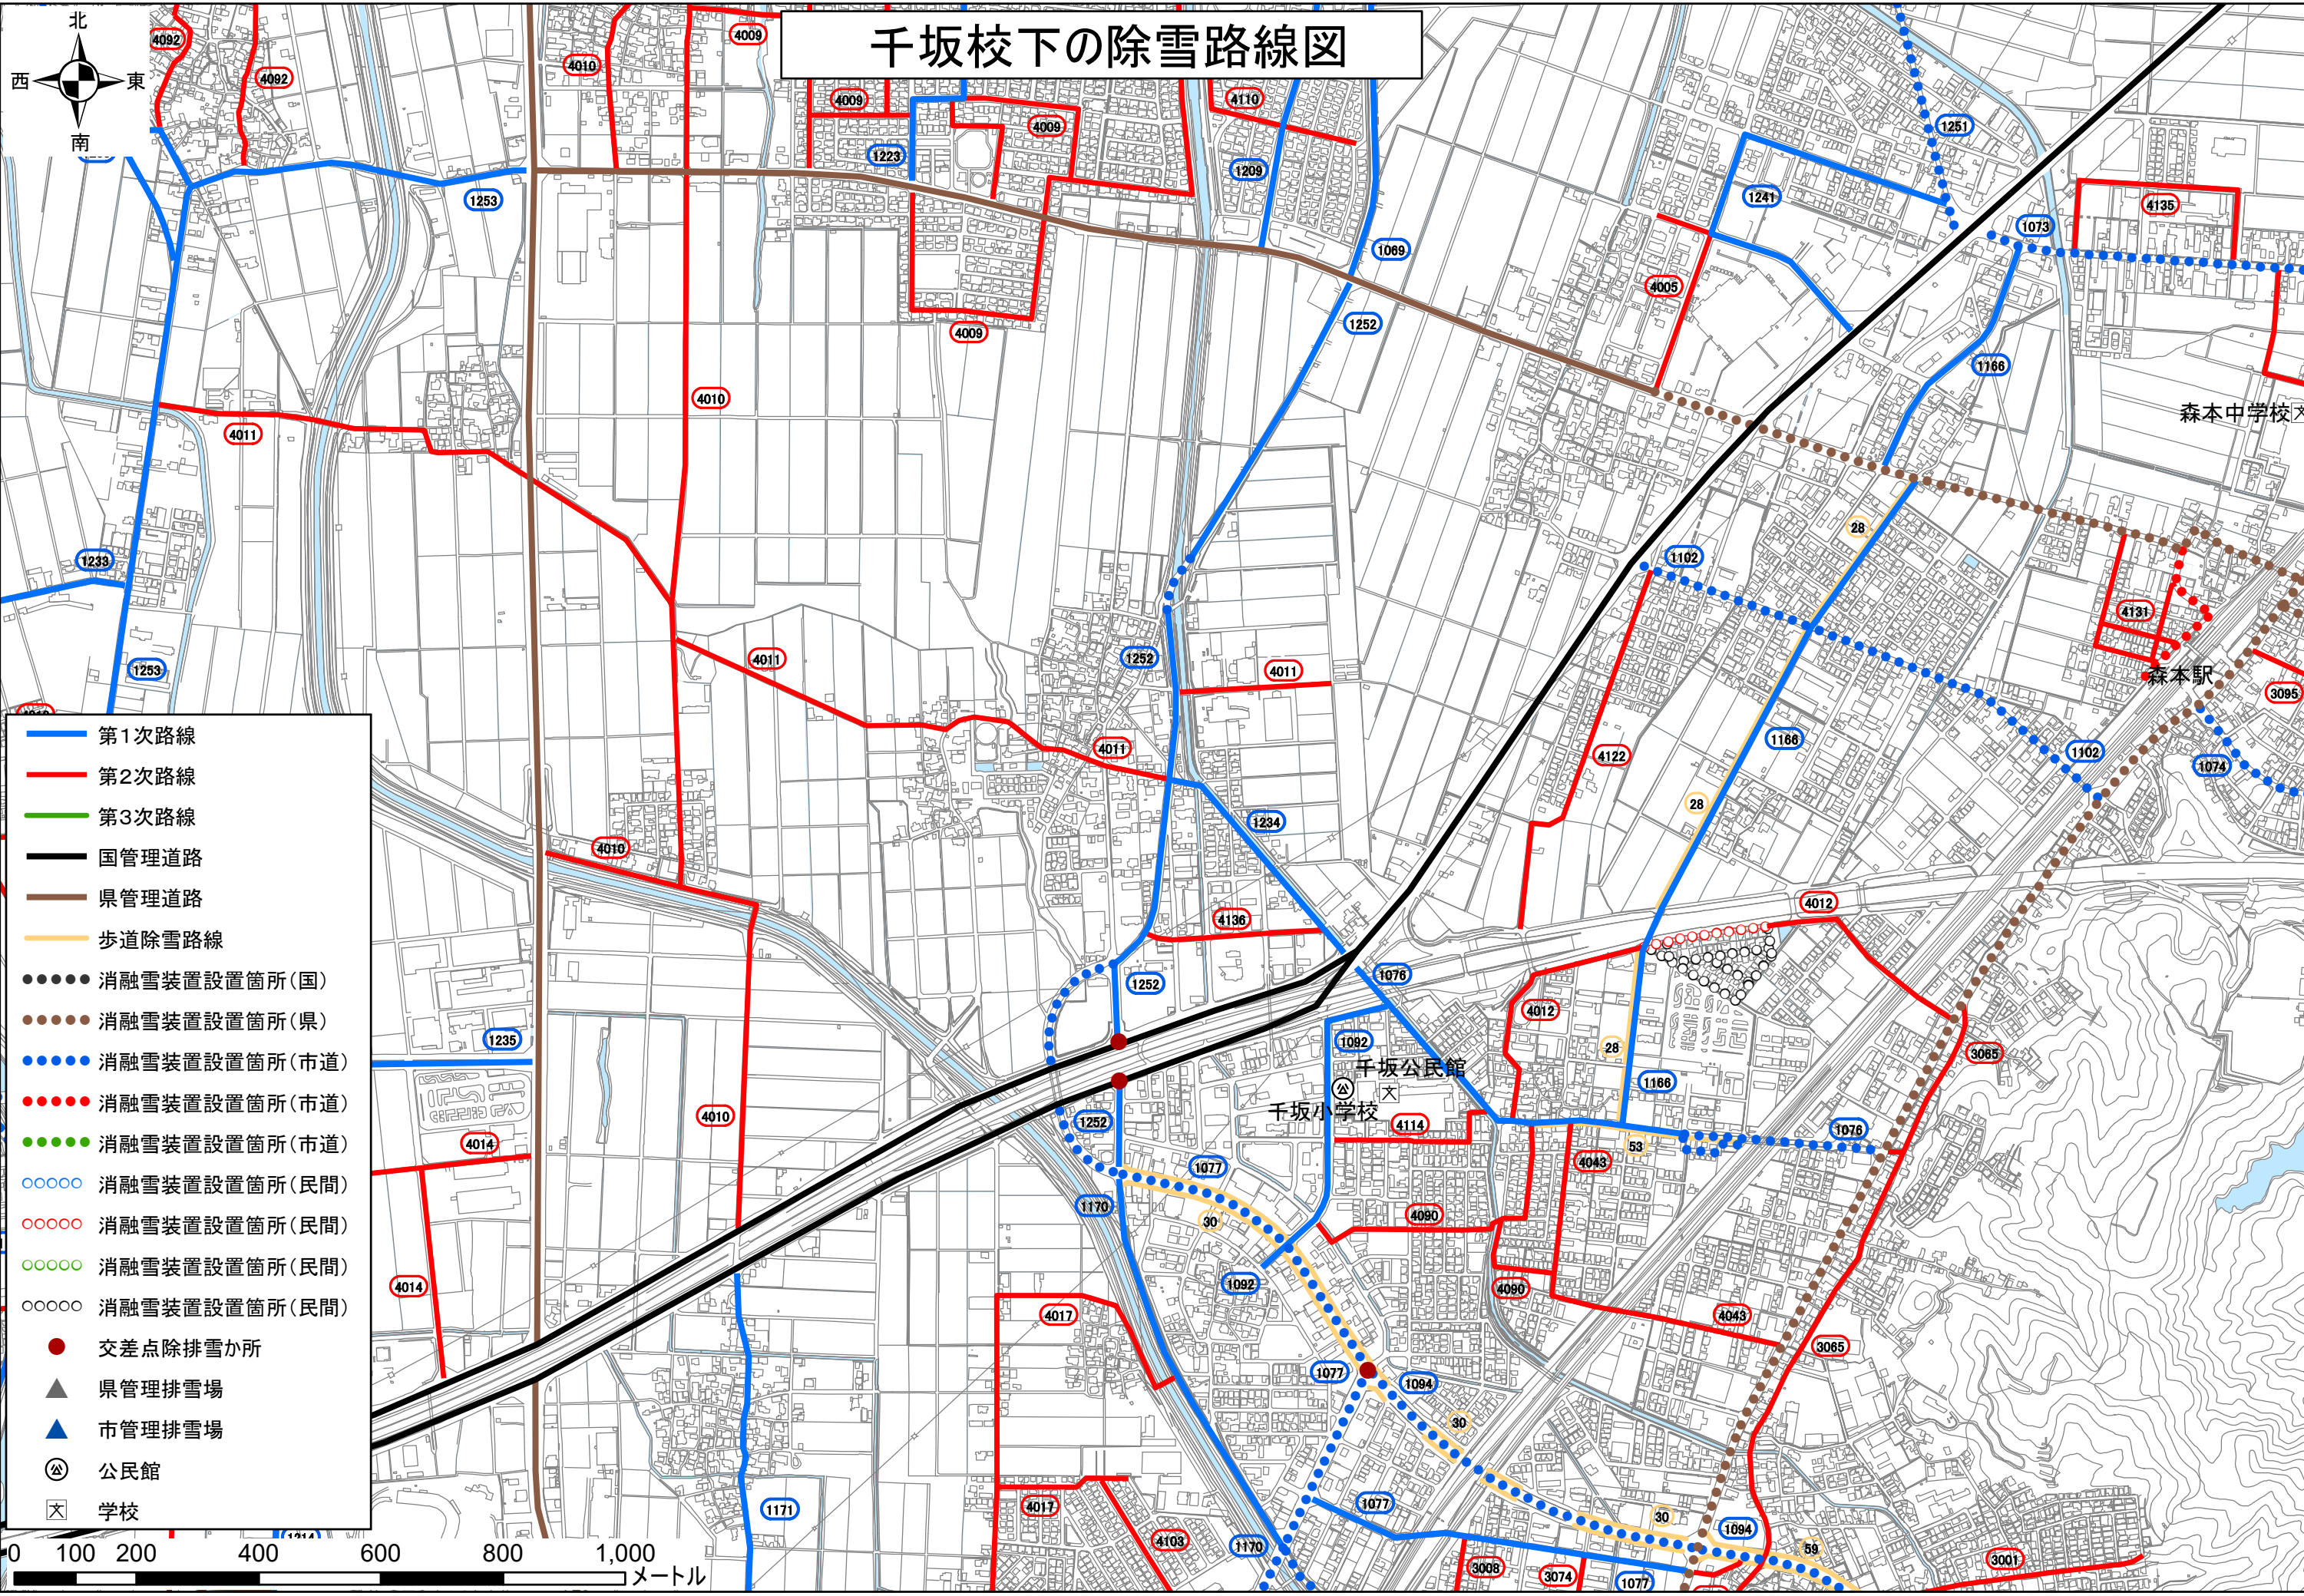 千坂校下の除雪路線図
北
西 東
南
4092
4092
4010
4009
4009
4009
4110
1251
1223
1209
1241
4135
1253
1073
1069
4005
1252
4009
1166
4010
森本中学校
4011
28
1102
1233
4131
1252
4011
4011
森本駅
1253
3095
4011
1166
4122
1102
1074
28
1234
4010
4012
4136
1076
1252
4012
1235
1092
28
3065
千坂公民館
1166
千坂小学校
4010
1252
4114
1076
4014
53
4043
1077
1170
30
4090
4014
1092
4090
4017
4043
3065
1077
1094
30
4017
1077
1171
30
1094
4103
1170
59
3001
3008
3074
1077
第1次路線
第2次路線
第3次路線
国管理道路
県管理道路
歩道除雪路線
消融雪装置設置箇所(国)
消融雪装置設置箇所(県)
消融雪装置設置箇所(市道)
消融雪装置設置箇所(市道)
消融雪装置設置箇所(市道)
消融雪装置設置箇所(民間)
消融雪装置設置箇所(民間)
消融雪装置設置箇所(民間)
消融雪装置設置箇所(民間)
交差点除排雪か所
県管理排雪場
市管理排雪場
公 公民館
文 学校
0 100 200 400 600 800 1,000
メートル